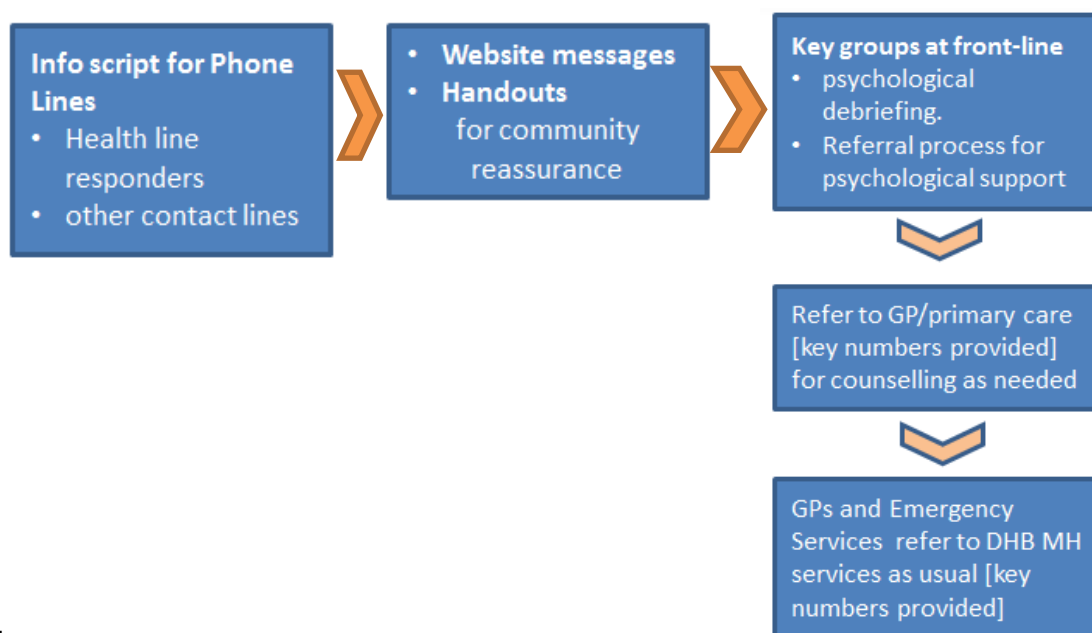 Info script for Phone
Lines
• Health line
responders
• other contact lines
• Website messages
• Handouts
for community
reassurance
Key groups at front-line
• psychological
debriefing.
• Referral process for
psychological support
Refer to GP/primary care
[key numbers provided]
for counselling as needed
GPs and Emergency
Services refer to DHB MH
services as usual [key
numbers provided]